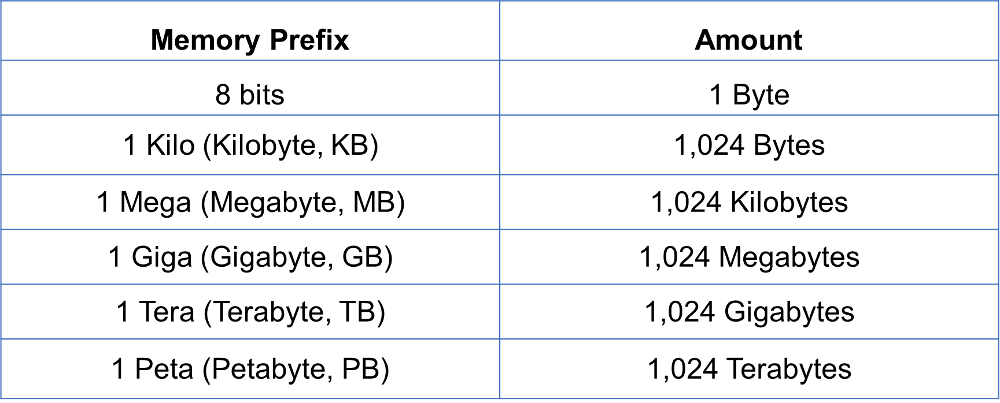 Memory Prefix Amount
8 bits 1 Byte
1 Kilo (Kilobyte, KB) 1,024 Bytes
1 Mega (Megabyte, MB) 1,024 Kilobytes
1 Giga (Gigabyte, GB) 1,024 Megabytes
1 Tera (Terabyte, TB) 1,024 Gigabytes
1 Peta (Petabyte, PB) 1,024 Terabytes